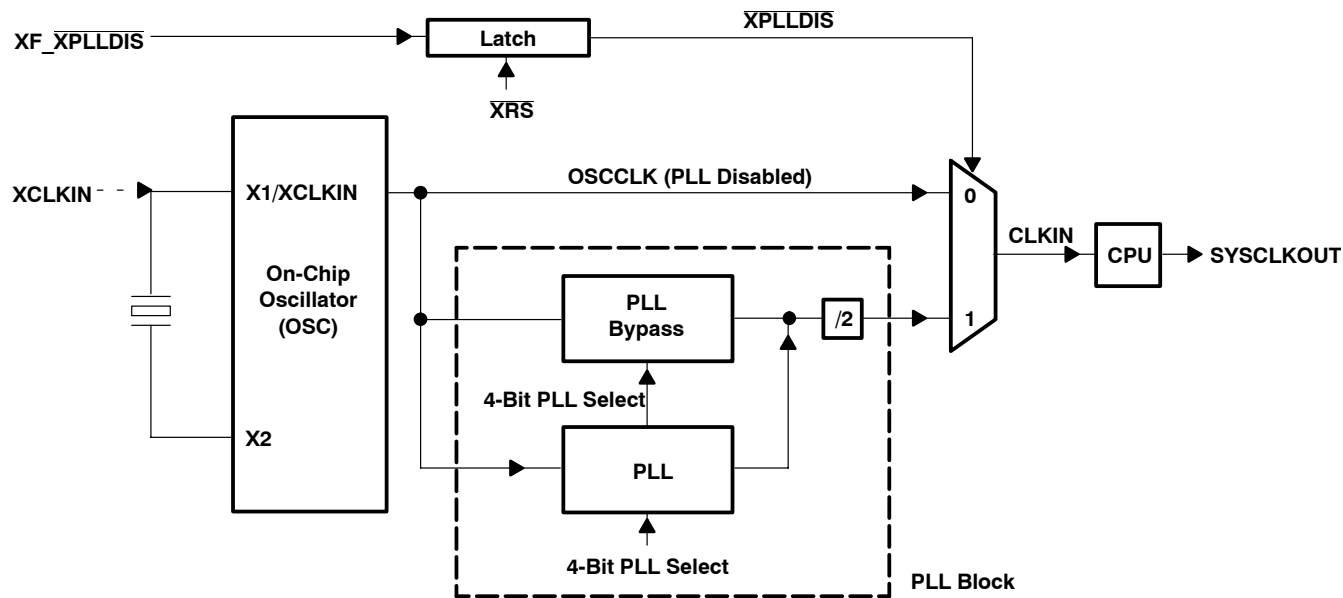 XF_XPLLDIS
Latch
XPLLDIS
XRS
XCLKIN
X1/XCLKIN
On-Chip
Oscillator
(OSC)
X2
OSCCLK (PLL Disabled)
PLL
Bypass
/2
4-Bit PLL Select
PLL
4-Bit PLL Select
PLL Block
0
1
CLKIN
CPU
SYSCLKOUT